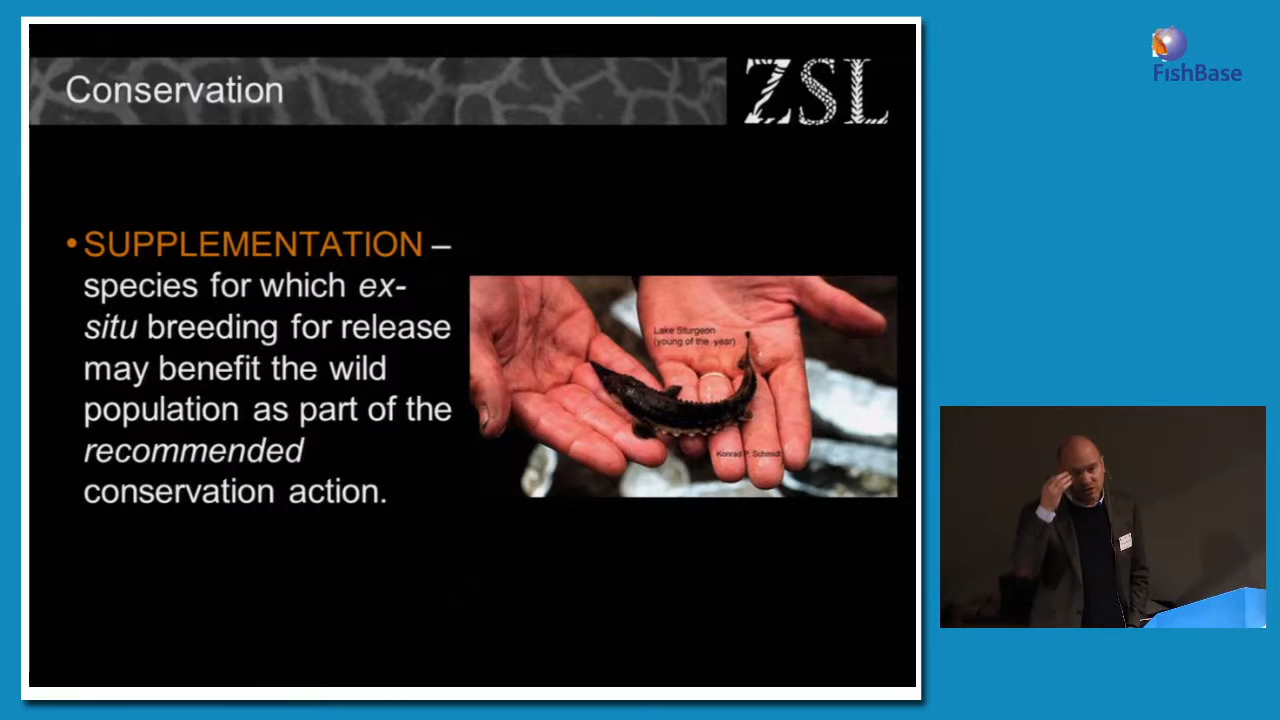 Conservation
ZSL
FishBase
• SUPPLEMENTATION –
species for which ex-
situ breeding for release
may benefit the wild
population as part of the
recommended
conservation action.
Lake Sturgeon
(young of the year)
Konrad P. Schmidt